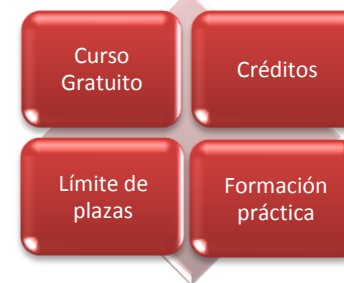 Curso
Gratuito
Créditos
Límite de
plazas
Formación
práctica